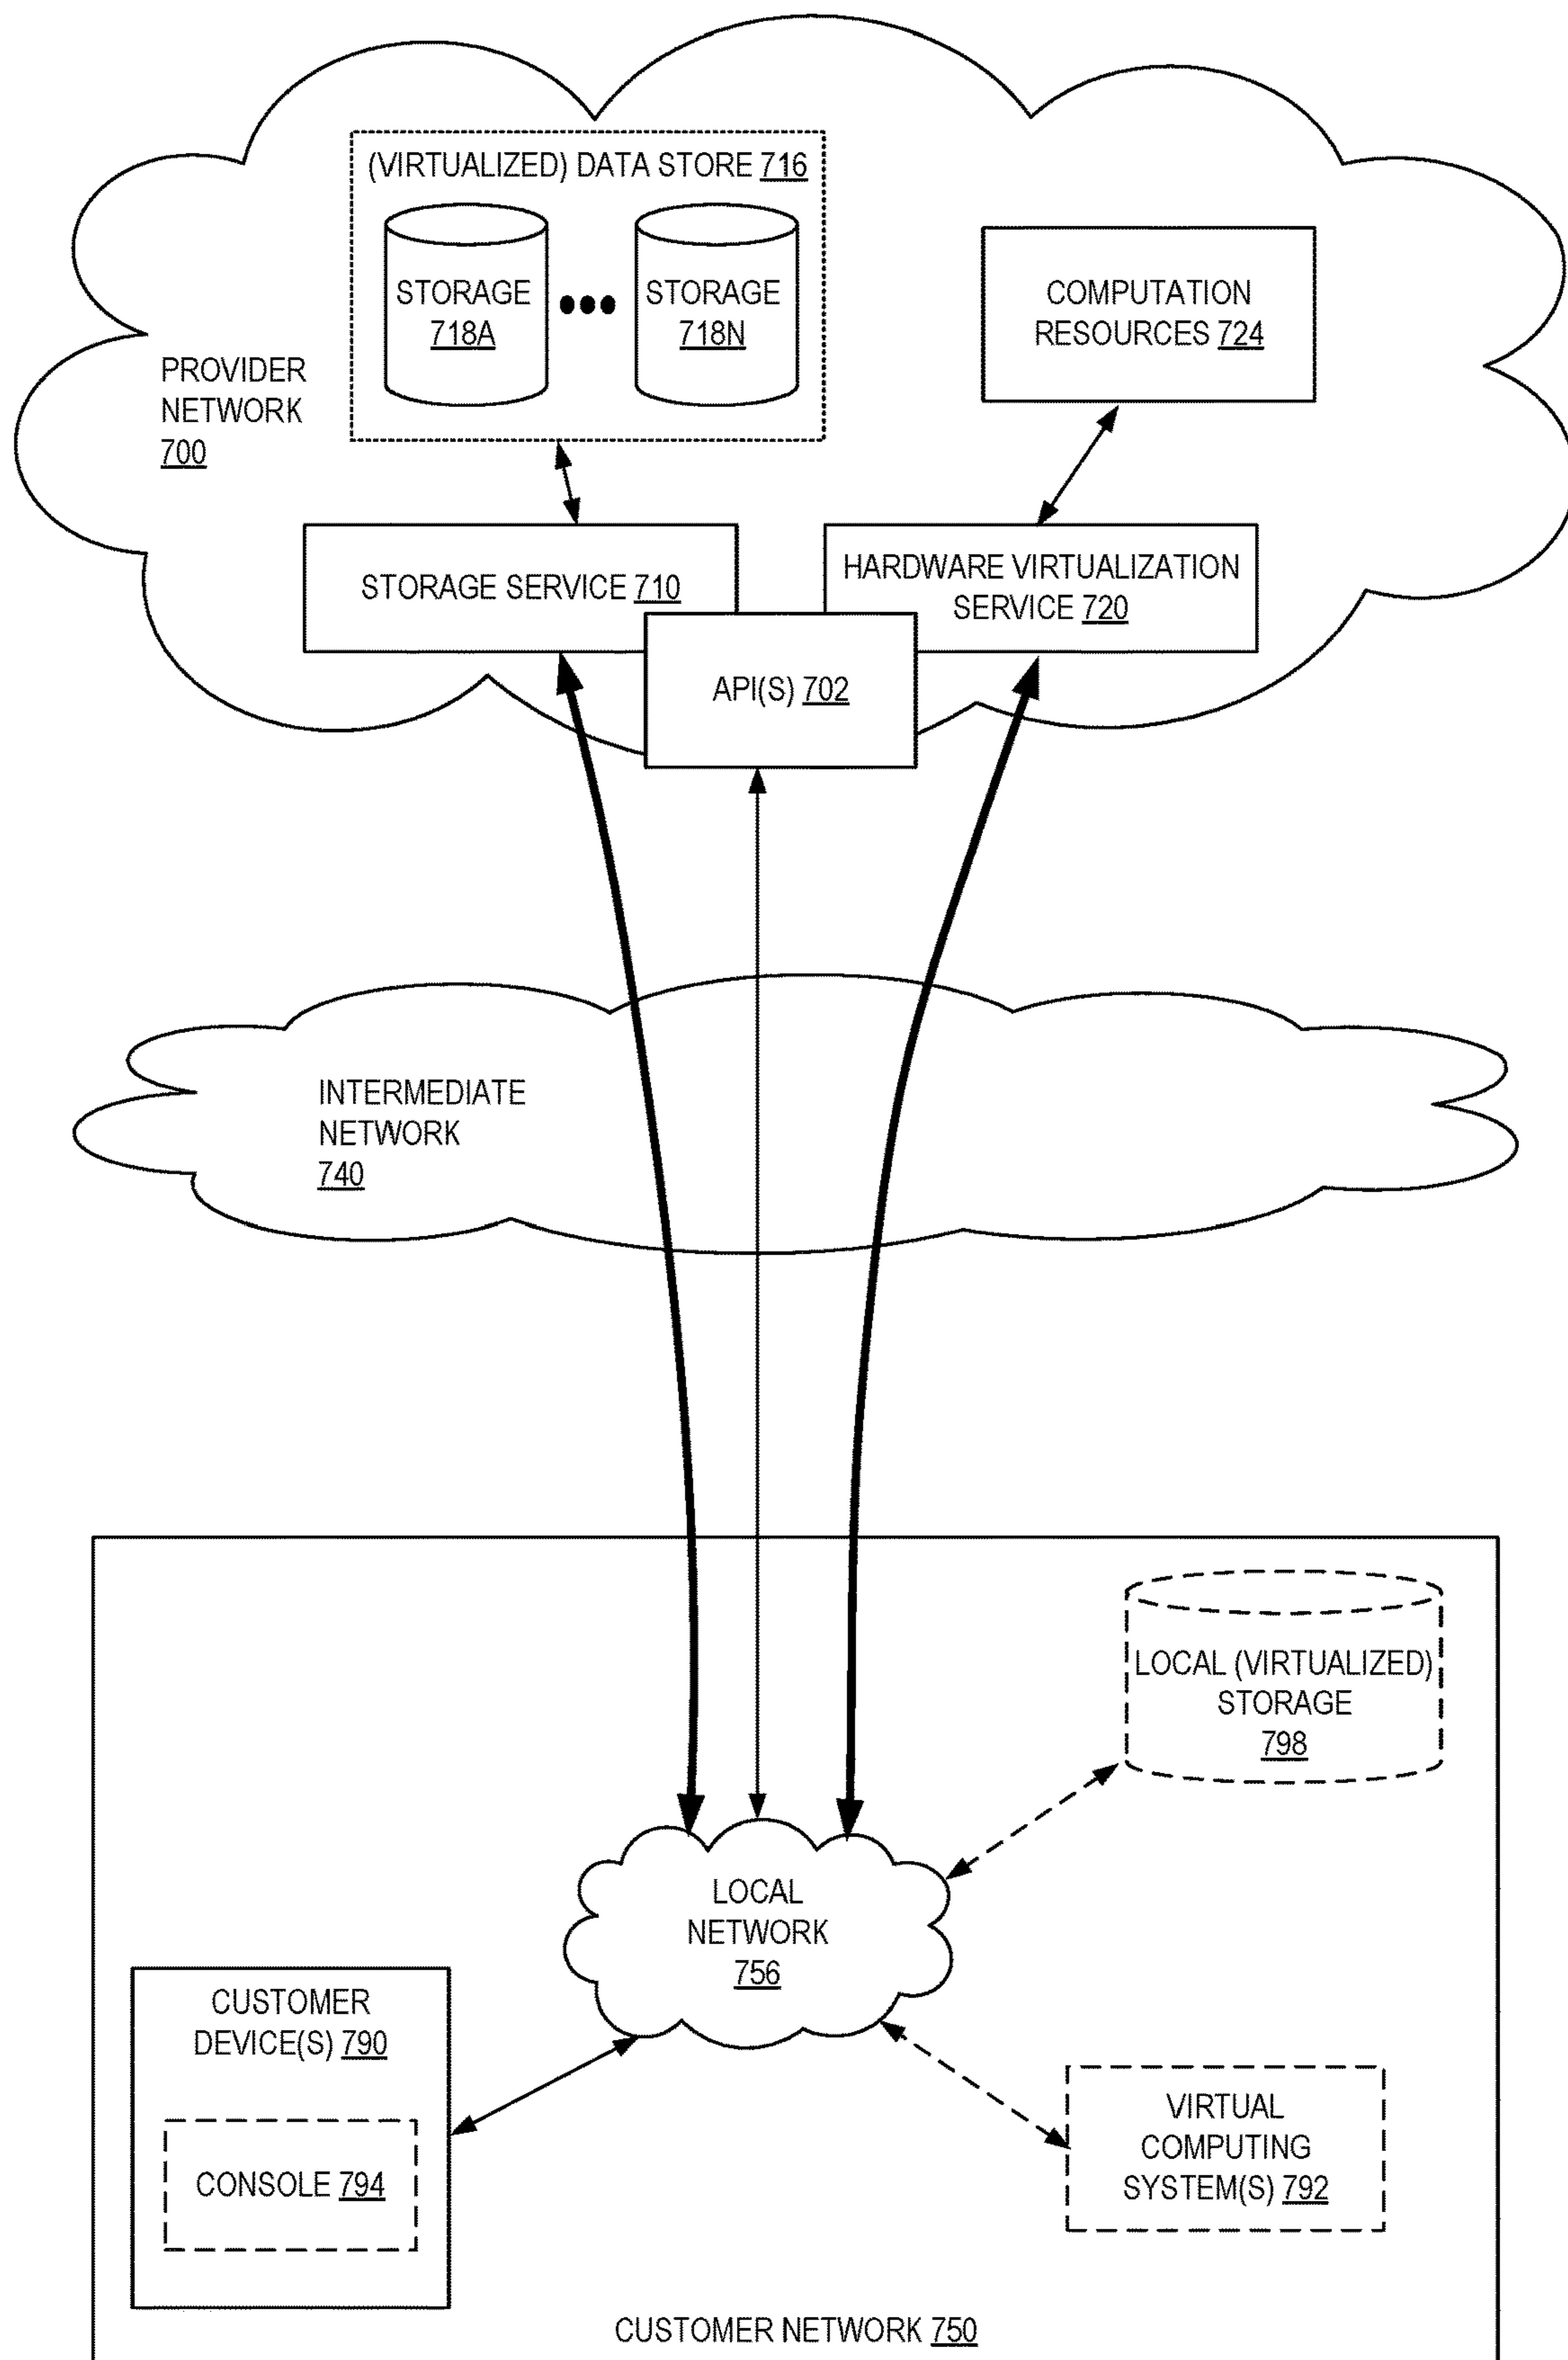 (VIRTUALIZED) DATA STORE 716
STORAGE
718A
STORAGE
718N
COMPUTATION
RESOURCES 724
PROVIDER
NETWORK
700
STORAGE SERVICE 710
HARDWARE VIRTUALIZATION
SERVICE 720
API(S) 702
INTERMEDIATE
NETWORK
740
LOCAL (VIRTUALIZED)
STORAGE
798
LOCAL
NETWORK
756
CUSTOMER
DEVICE(S) 790
CONSOLE 794
VIRTUAL
COMPUTING
SYSTEM(S) 792
CUSTOMER NETWORK 750